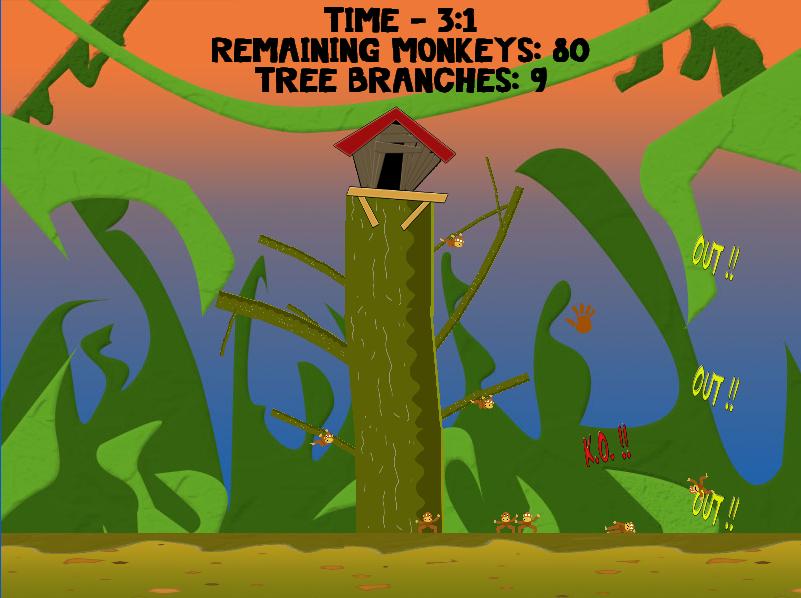 TIME - 3:1
REMAINING MONKEYS: 80
TREE BRANCHES: 9
OUT !!
OUT !!
K.O. !!
OUT !!